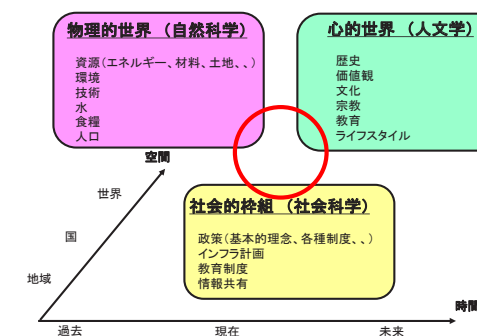 物理的世界 （自然科学）
資源（エネルギー、材料、土地、、）
環境
技術
水
食糧
人口
心的世界 （人文学）
歴史
価値観
文化
宗教
教育
ライフスタイル
空間
世界
国
地域
社会的枠組 （社会科学）
政策（基本的理念、各種制度、、）
インフラ計画
教育制度
情報共有
時間
過去
現在
未来